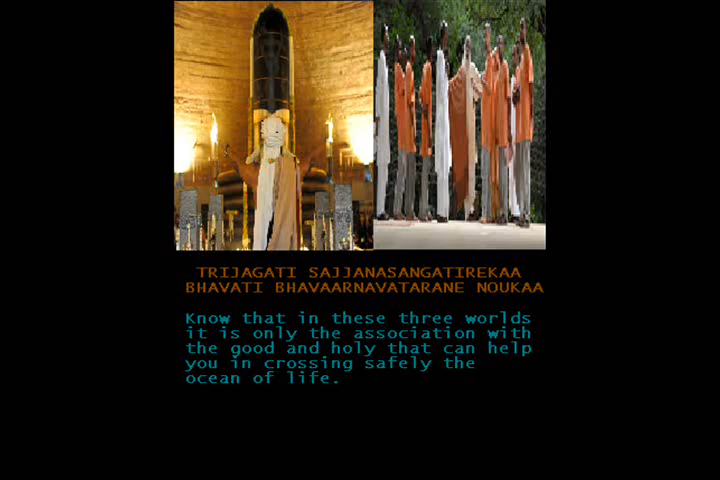 TRIJAGATI SAJJANASANGATIREKAA
BHAVATI BHAVAARNAVATARANE NOUKAA
Know that in these three worlds
it is only the association with
the good and holy that can help
you in crossing safely the
ocean of life.